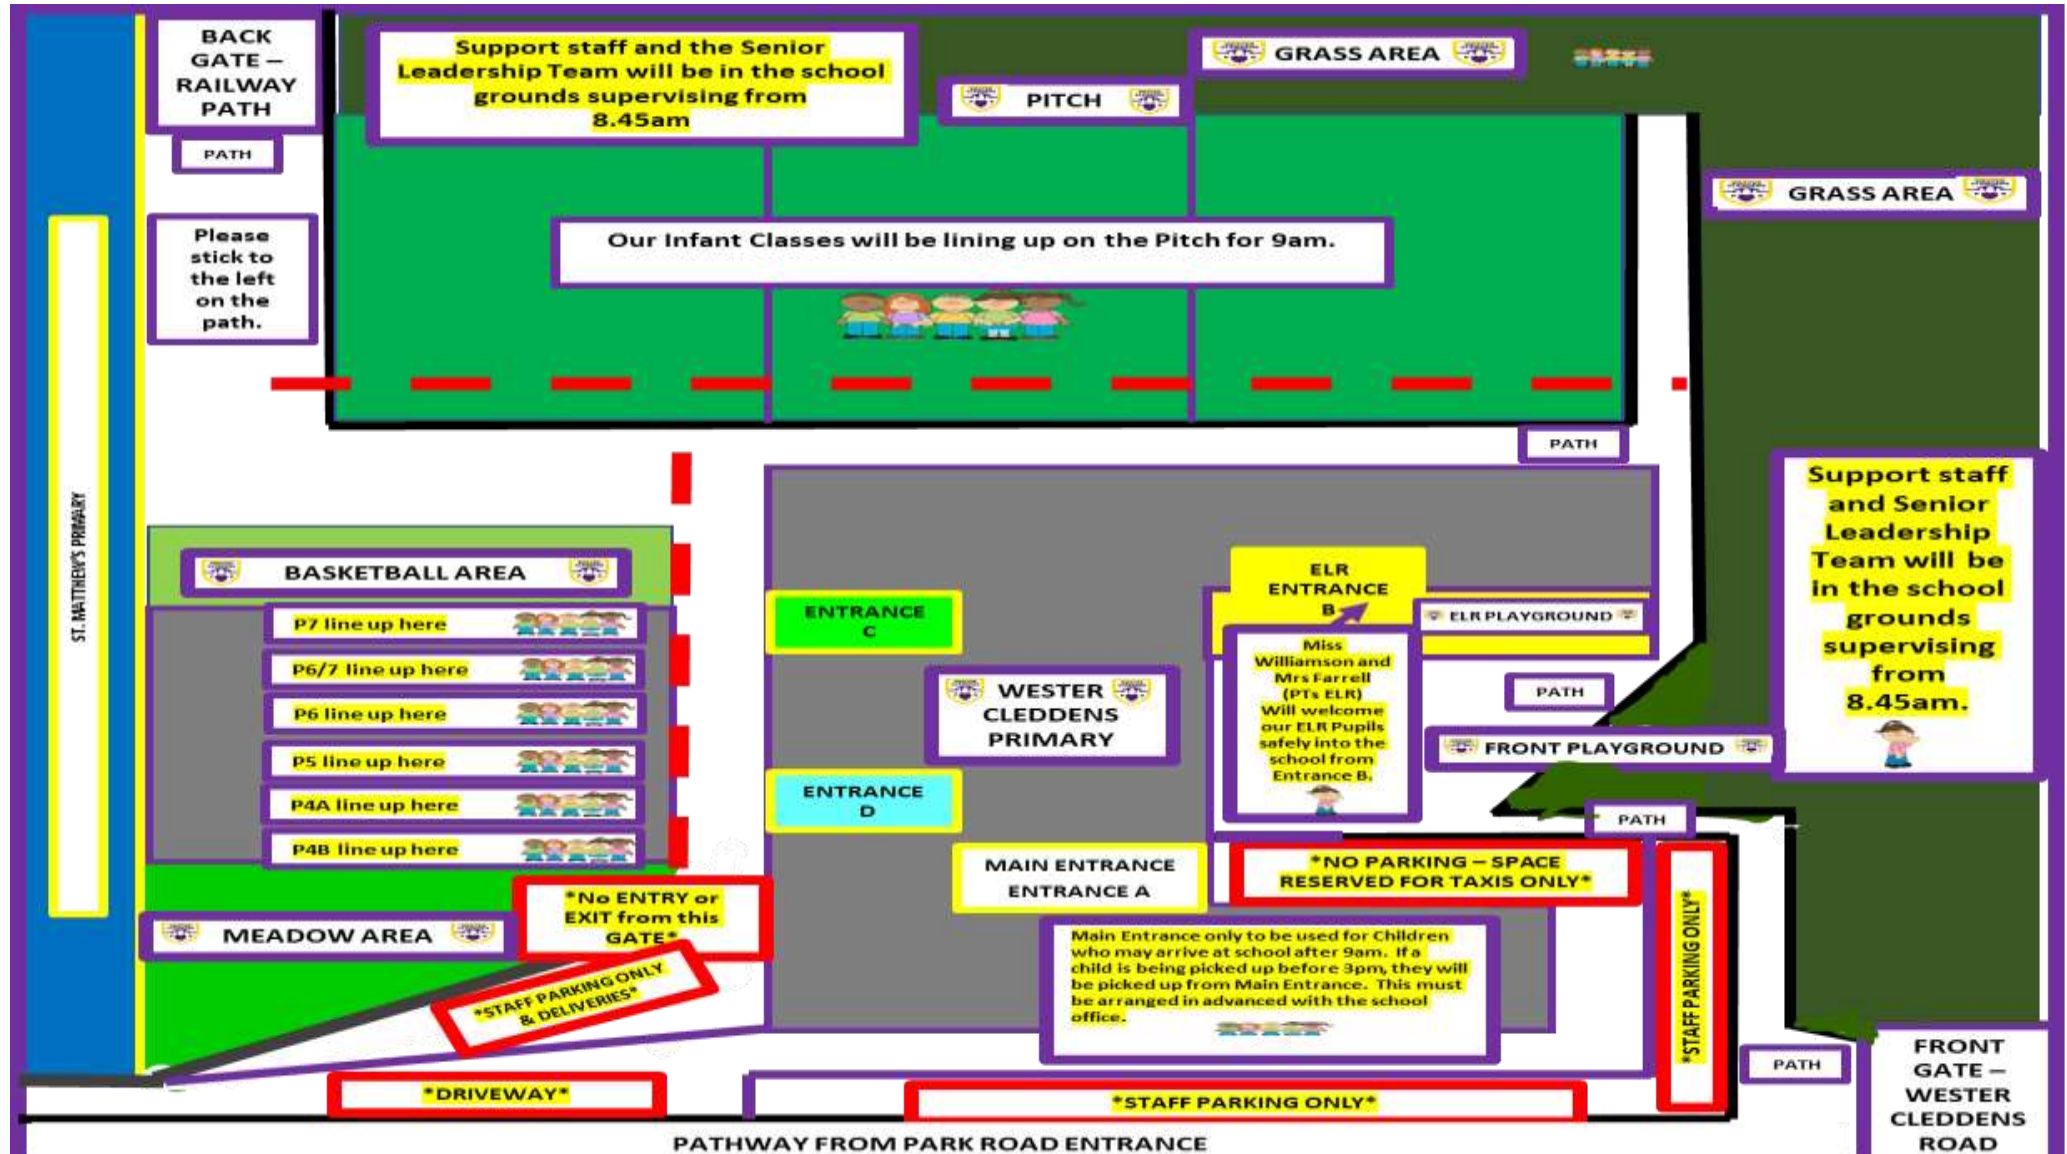 BACK
GATE –
RAILWAY
PATH
PATH
Please
stick to
the left
on the
path.
ST. MATTHEW'S PRIMARY
Support staff and the Senior
Leadership Team will be in the school
grounds supervising from
8.45am
PITCH
GRASS AREA
GRASS AREA
Our Infant Classes will be lining up on the Pitch for 9am.
PATH
Support staff
and Senior
Leadership
Team will be
in the school
grounds
supervising
from
8.45am.
BASKETBALL AREA
P7 line up here
P6/7 line up here
P6 line up here
P5 line up here
P4A line up here
P4B line up here
ENTRANCE
C
ENTRANCE
D
WESTER
CLEDDENS
PRIMARY
ELR
ENTRANCE
B
ELR PLAYGROUND
Miss
Williamson and
Mrs Farrell
(PTs ELR)
Will welcome
our ELR Pupils
safely into the
school from
Entrance B.
PATH
FRONT PLAYGROUND
PATH
MAIN ENTRANCE
ENTRANCE A
*NO PARKING – SPACE
RESERVED FOR TAXIS ONLY*
*STAFF PARKING ONLY*
Main Entrance only to be used for Children
who may arrive at school after 9am. If a
child is being picked up before 3pm, they will
be picked up from Main Entrance. This must
be arranged in advanced with the school
office.
MEADOW AREA
*No ENTRY or
EXIT from this
GATE*
*STAFF PARKING ONLY
& DELIVERIES*
*DRIVEWAY*
*STAFF PARKING ONLY*
PATH
FRONT
GATE –
WESTER
CLEDDENS
ROAD
PATHWAY FROM PARK ROAD ENTRANCE